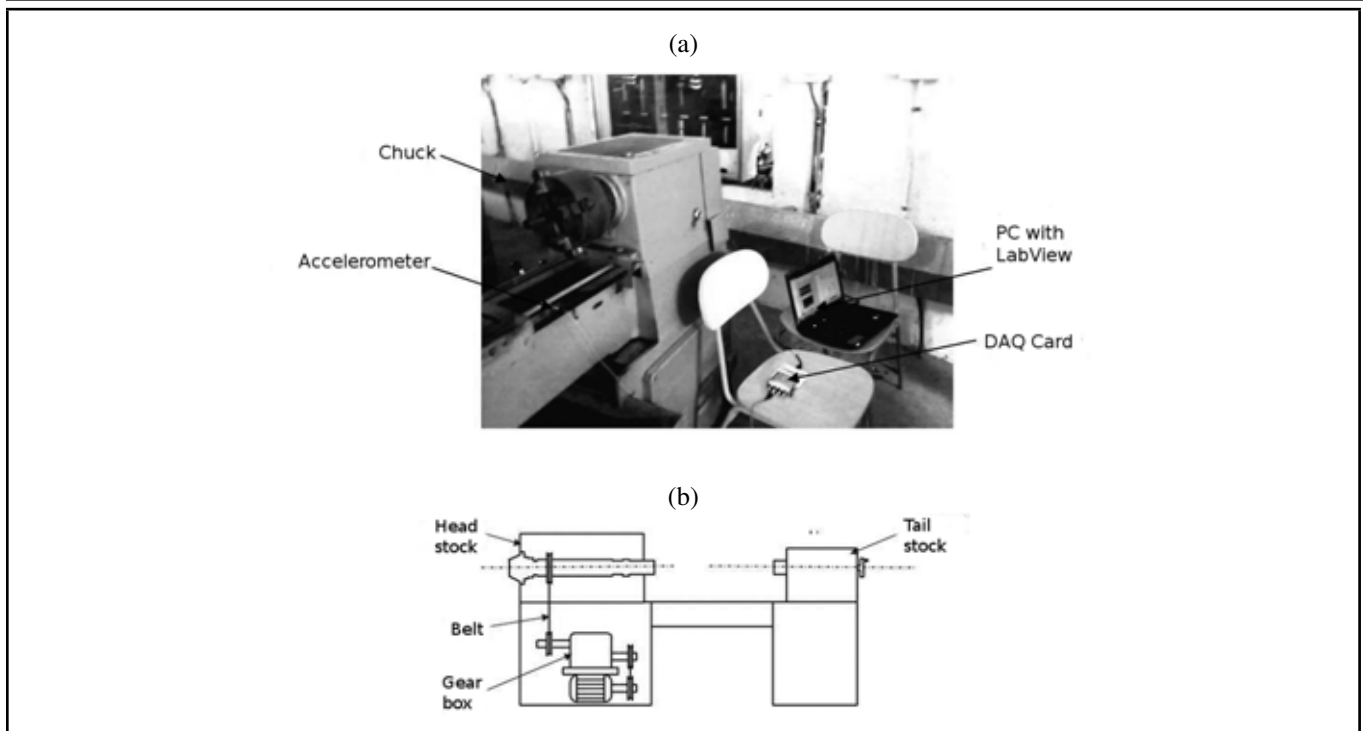 (a)
Chuck
Accelerometer
PC with
LabView
DAQ Card
(b)
Head
stock
Tail
stock
Belt
Gear
box